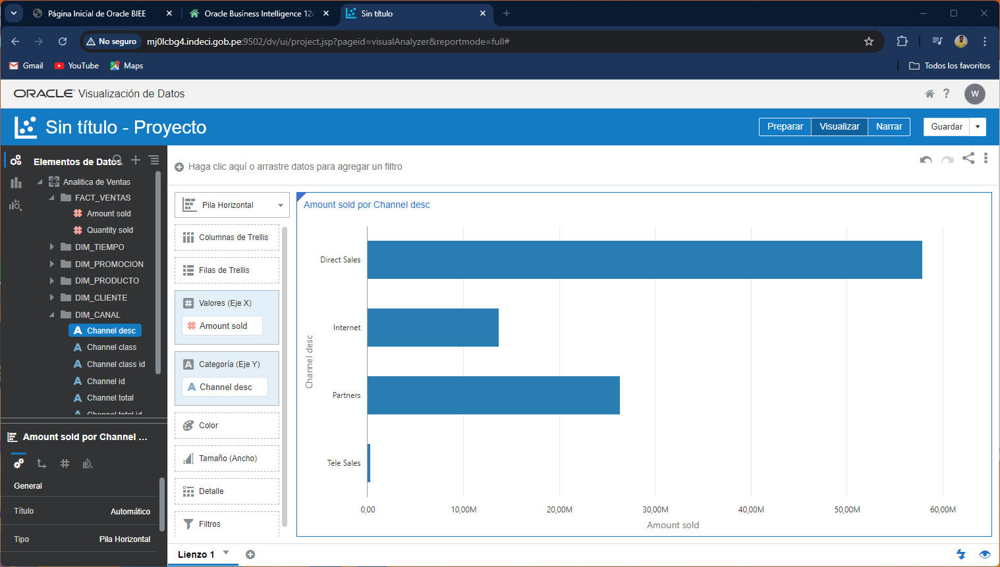 Página Inicial de Oracle BIEE
Oracle Business Intelligence 12c
Sin título
No seguro
mj0lcbg4.indeci.gob.pe:9502/dv/ui/project.jsp?pageid=visualAnalyzer&reportmode=full#
Gmail
YouTube
Maps
Todos los favoritos
ORACLE Visualización de Datos
W
Sin título - Proyecto
Preparar
Visualizar
Narrar
Guardar
Elementos de Datos
Analitica de Ventas
FACT_VENTAS
Amount sold
Quantity sold
DIM_TIEMPO
DIM_PROMOCION
DIM_PRODUCTO
DIM_CLIENTE
DIM_CANAL
Channel desc
Channel class
Channel class id
Channel id
Channel total
Channel total id
Amount sold por Channel ...
General
Título
Automático
Tipo
Pila Horizontal
Haga clic aquí o arrastre datos para agregar un filtro
Pila Horizontal
Columnas de Trellis
Filas de Trellis
Valores (Eje X)
Amount sold
Categoría (Eje Y)
Channel desc
Color
Tamaño (Ancho)
Detalle
Filtros
Amount sold por Channel desc
Channel desc
Direct Sales
Internet
Partners
Tele Sales
0,00
10,00M
20,00M
30,00M
40,00M
50,00M
60,00M
Amount sold
Lienzo 1